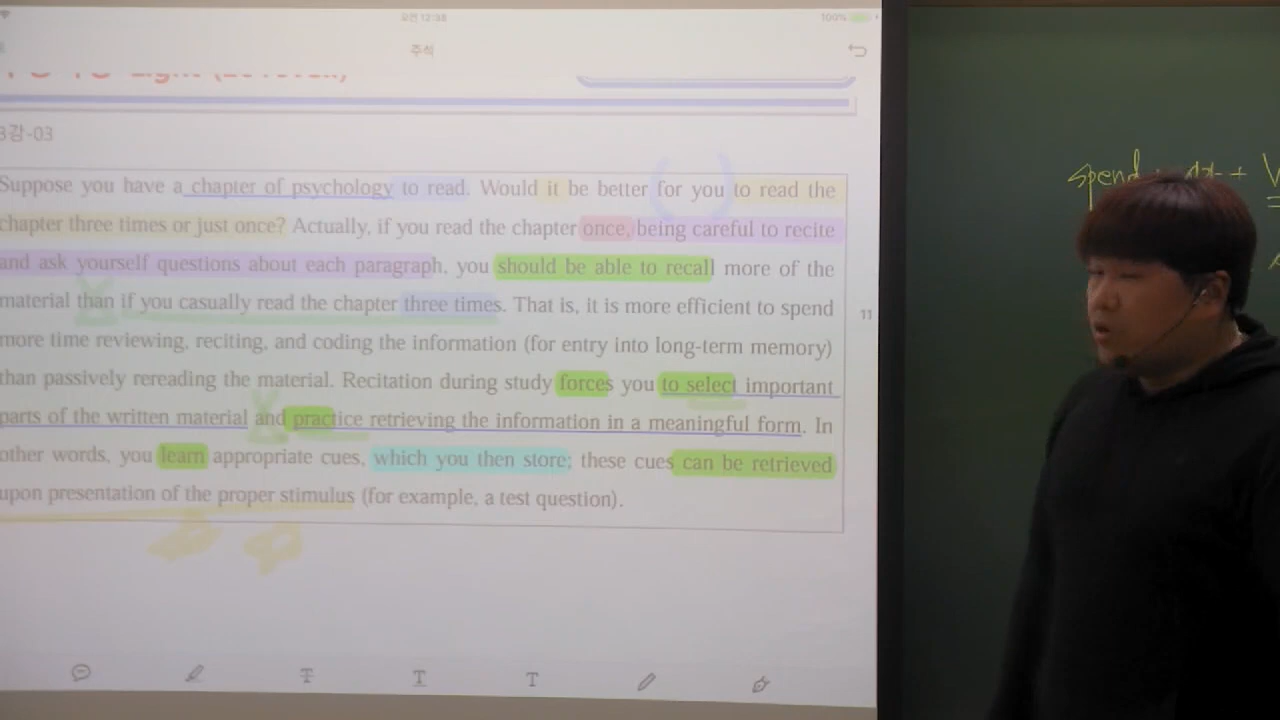 오전 12:38
100%
주석
3강-03
Suppose you have a chapter of psychology to read. Would it be better for you to read the
chapter three times or just once? Actually, if you read the chapter once, being careful to recite
and ask yourself questions about each paragraph, you should be able to recall more of the
material than if you casually read the chapter three times. That is, it is more efficient to spend
11
more time reviewing, reciting, and coding the information (for entry into long-term memory)
than passively rereading the material. Recitation during study forces you to select important
parts of the written material and practice retrieving the information in a meaningful form. In
other words, you learn appropriate cues, which you then store; these cues can be retrieved
upon presentation of the proper stimulus (for example, a test question).
spend + V